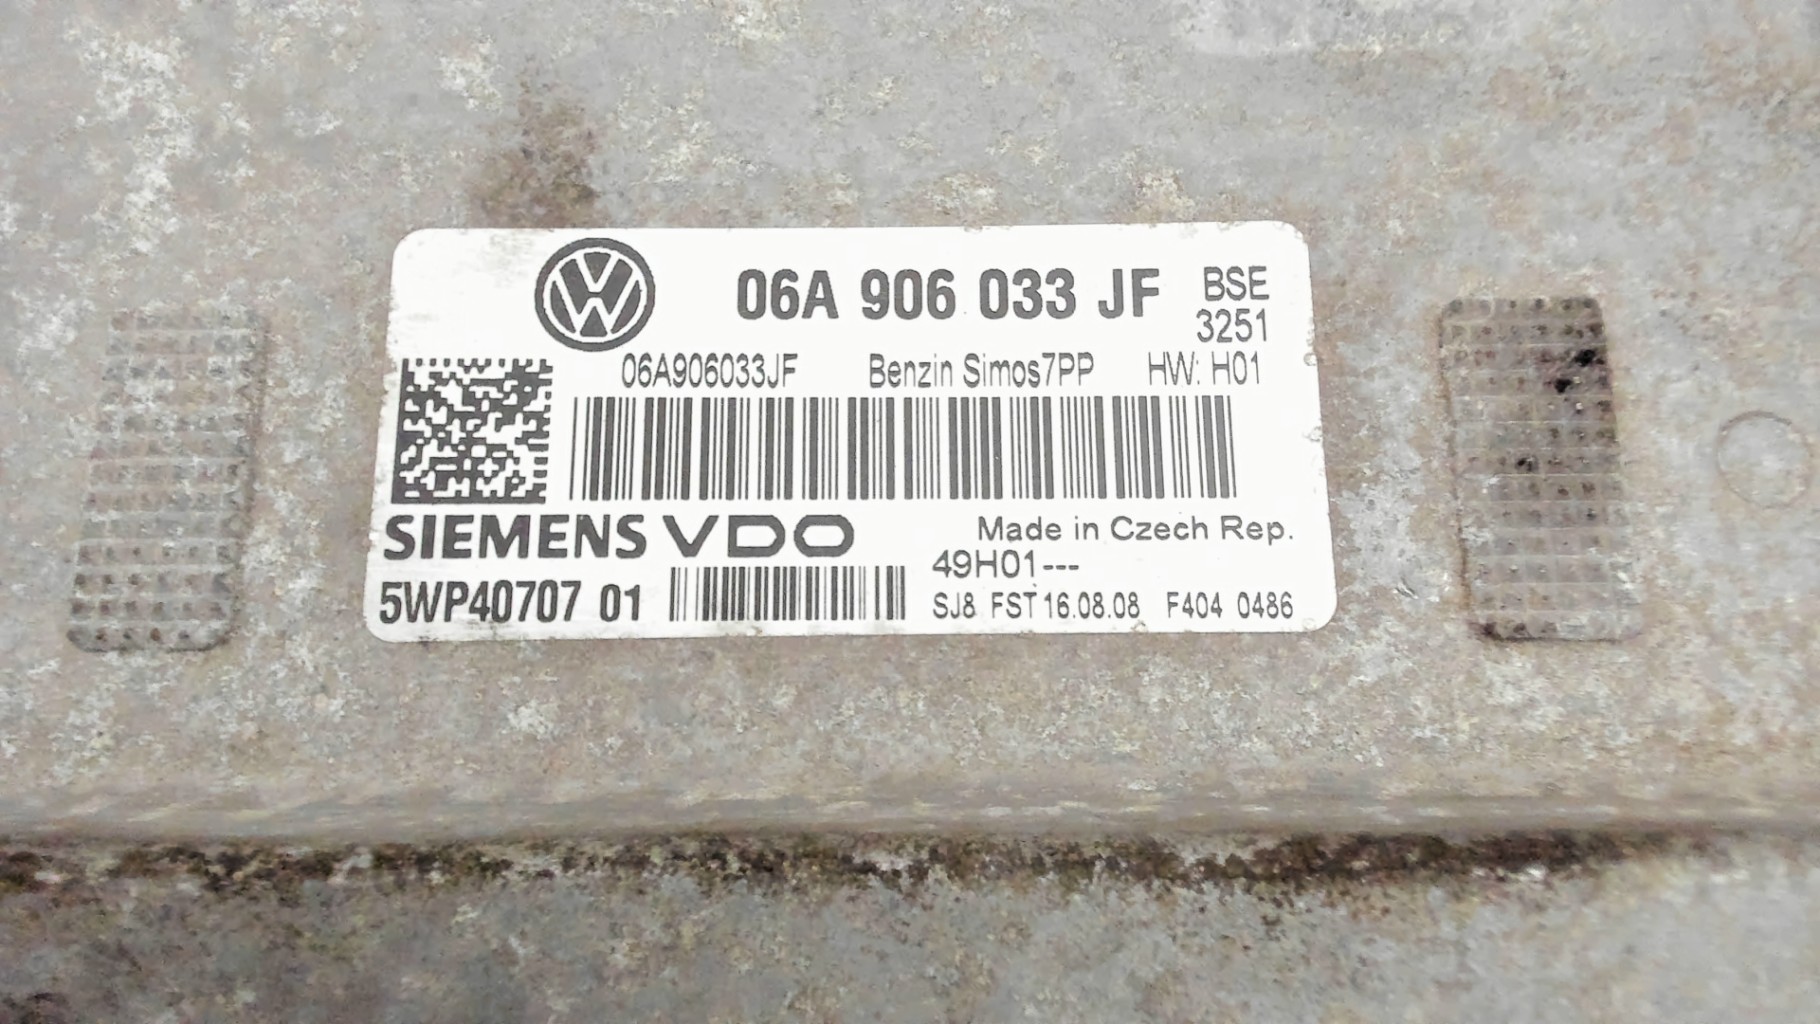 06A 906 033 JF BSE
3251
06A906033JF Benzin Simos7PP HW: H01
SIEMENS VDO Made in Czech Rep.
49H01---
5WP40707 01 SJ8 FST 16.08.08 F404 0486